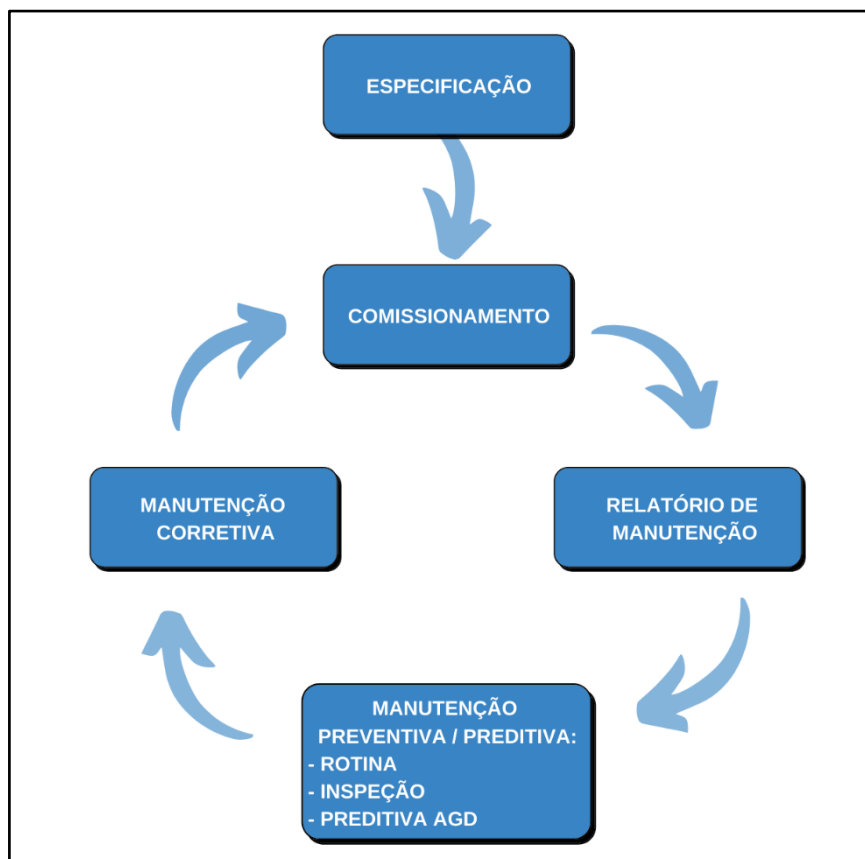 ESPECIFICAÇÃO
COMISSIONAMENTO
MANUTENÇÃO
CORRETIVA
RELATÓRIO DE
MANUTENÇÃO
MANUTENÇÃO
PREVENTIVA / PREDITIVA:
- ROTINA
- INSPEÇÃO
- PREDITIVA AGD